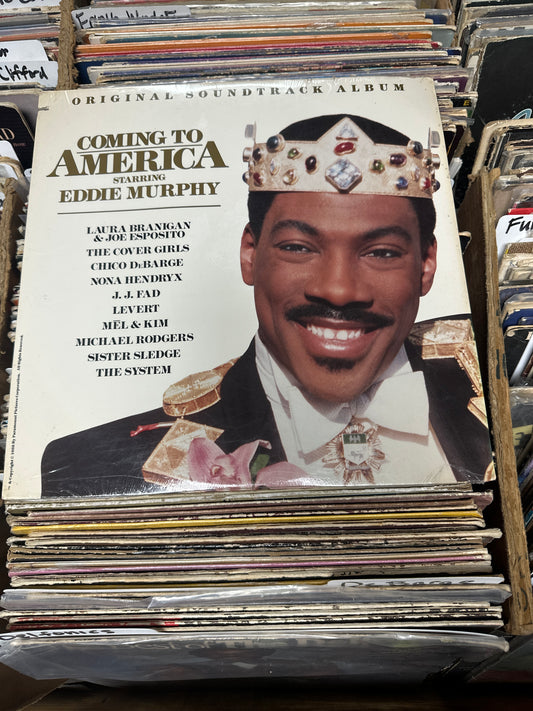 Clifford
ORIGINAL SOUNDTRACK ALBUM
COMING TO
AMERICA
STARRING
EDDIE MURPHY
LAURA BRANIGAN
& JOE ESPOSITO
THE COVER GIRLS
CHICO DEBARGE
NONA HENDRYX
J. J. FAD
LEVERT
MEL & KIM
MICHAEL RODGERS
SISTER SLEDGE
THE SYSTEM